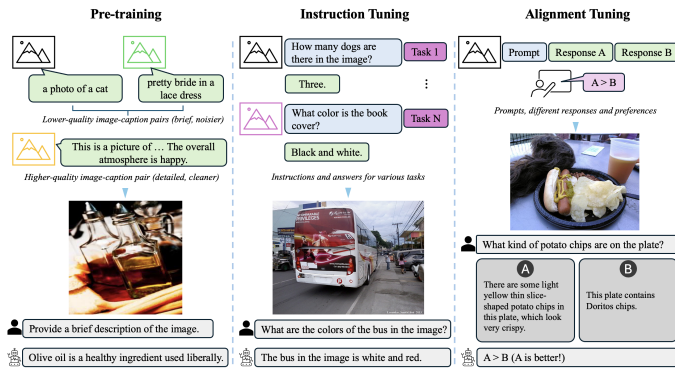 Pre-training
a photo of a cat
pretty bride in a
lace dress
Lower-quality image-caption pairs (brief, noisier)
This is a picture of … The overall
atmosphere is happy.
Higher-quality image-caption pair (detailed, cleaner)
Provide a brief description of the image.
Olive oil is a healthy ingredient used liberally.
Instruction Tuning
How many dogs are
there in the image?
Task 1
Three.
⋮
What color is the book
cover?
Task N
Black and white.
Instructions and answers for various tasks
PRIVILEGES
What are the colors of the bus in the image?
The bus in the image is white and red.
Alignment Tuning
Prompt
Response A
Response B
A > B
Prompts, different responses and preferences
What kind of potato chips are on the plate?
A
There are some light
yellow thin slice-
shaped potato chips in
this plate, which look
very crispy.
B
This plate contains
Doritos chips.
A > B (A is better!)